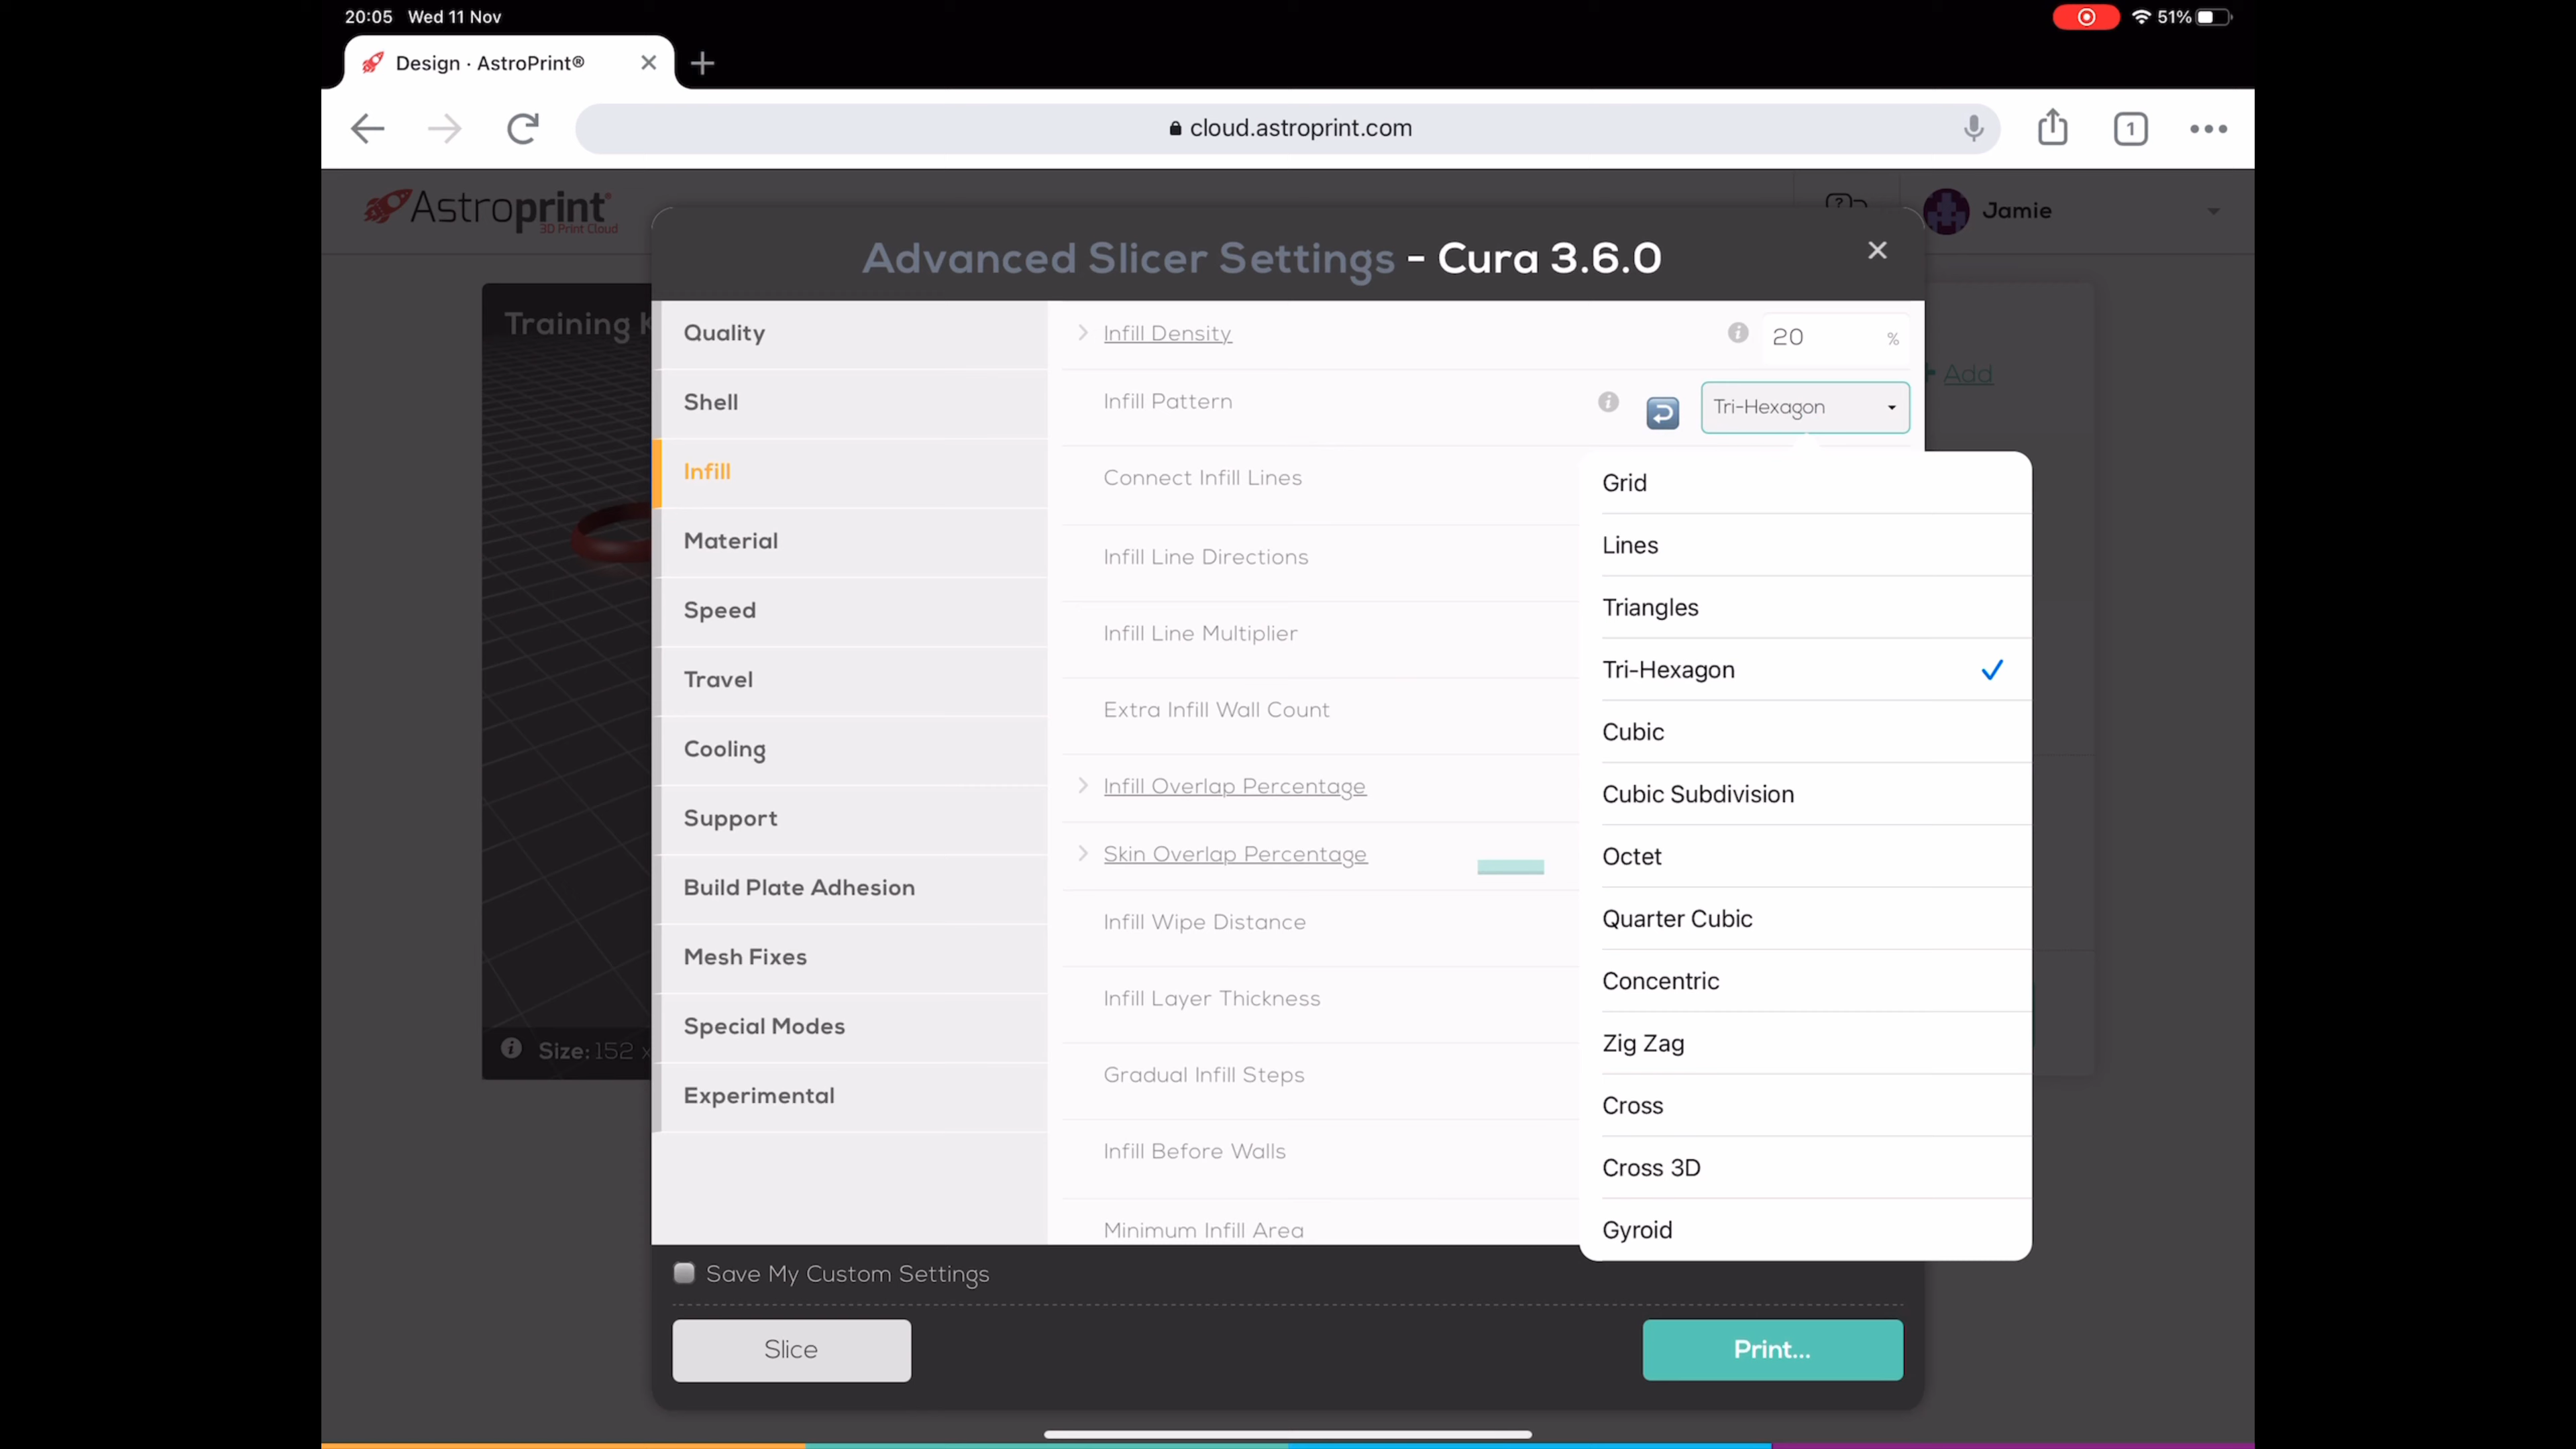 20:05 Wed 11 Nov
51%
Design · AstroPrint®
cloud.astroprint.com
1
Astroprint®
3D Print Cloud
?
Jamie
Advanced Slicer Settings - Cura 3.6.0
Training
Add
Size: 152 x
Quality
Shell
Infill
Material
Speed
Travel
Cooling
Support
Build Plate Adhesion
Mesh Fixes
Special Modes
Experimental
Infill Density
20 %
Infill Pattern
Tri-Hexagon
Connect Infill Lines
Infill Line Directions
Infill Line Multiplier
Extra Infill Wall Count
Infill Overlap Percentage
Skin Overlap Percentage
Infill Wipe Distance
Infill Layer Thickness
Gradual Infill Steps
Infill Before Walls
Minimum Infill Area
Grid
Lines
Triangles
Tri-Hexagon
Cubic
Cubic Subdivision
Octet
Quarter Cubic
Concentric
Zig Zag
Cross
Cross 3D
Gyroid
Save My Custom Settings
Slice
Print...